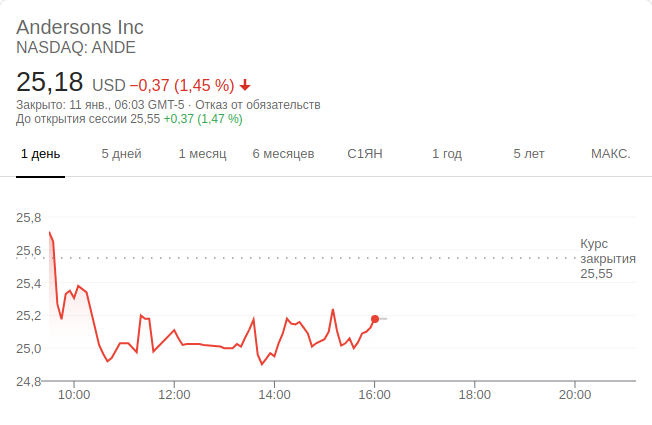 Andersons Inc
NASDAQ: ANDE
25,18 USD −0,37 (1,45 %)
Закрыто: 11 янв., 06:03 GMT-5 · Отказ от обязательств
До открытия сессии 25,55 +0,37 (1,47 %)
1 день 5 дней 1 месяц 6 месяцев С1ЯН 1 год 5 лет МАКС.
25,8
25,6
25,4
25,2
25,0
24,8
Курс
закрытия
25,55
10:00 12:00 14:00 16:00 18:00 20:00